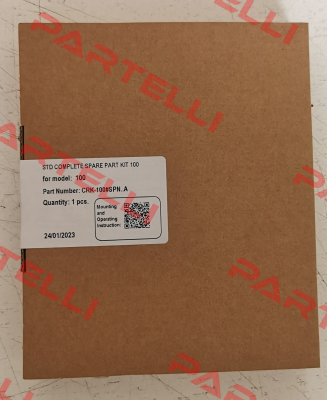 PARTELLI
STD COMPLETE SPARE PART KIT 100
for model: 100
Part Number: CRK-100#SPN..A
Quantity: 1 pcs.
Mounting
and
Operating
Instruction:
24/01/2023
PARTELLI
PARTELLI